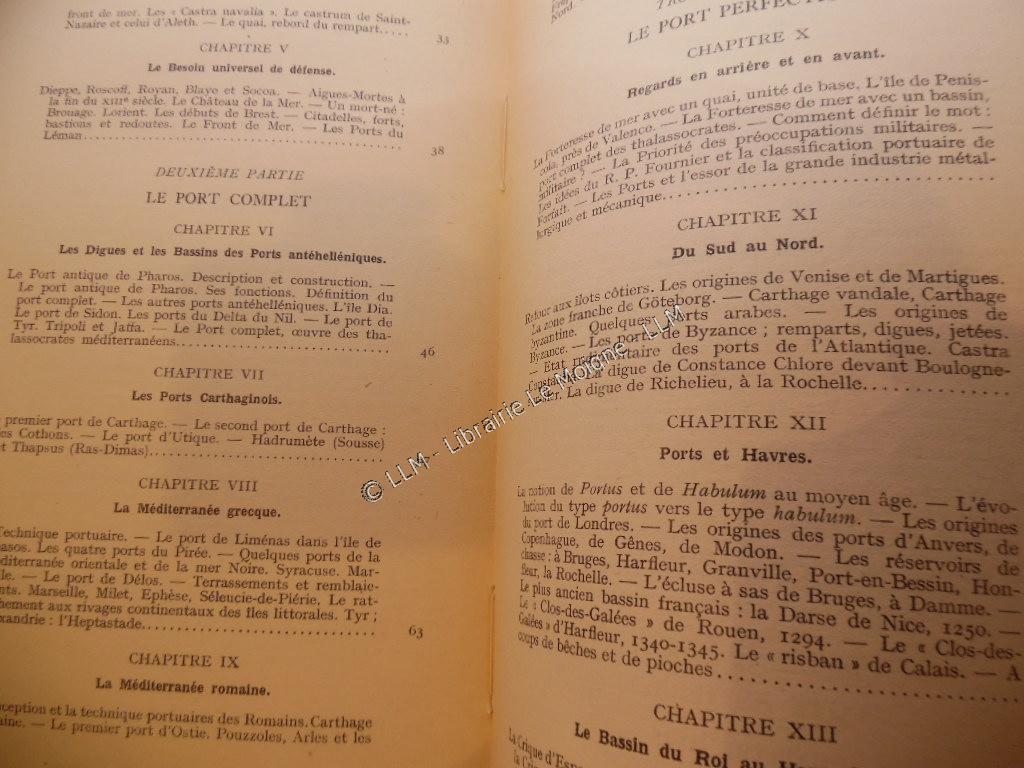 front de mer. Les « Castra navalia ». Le castrum de Saint-
Nazaire et celui d'Aleth. — Le quai, rebord du rempart..... 33
CHAPITRE V
Le Besoin universel de défense.
Dieppe, Roscoff, Royan, Blaye et Socoa. — Aigues-Mortes à
la fin du XIIIe siècle. Le Château de la Mer. — Un mort-né :
Brouage. Lorient. Les débuts de Brest. — Citadelles, forts,
bastions et redoutes. Le Front de Mer. — Les Ports du
Léman.......... 38
DEUXIÈME PARTIE
LE PORT COMPLET
CHAPITRE VI
Les Digues et les Bassins des Ports antéhelléniques.
Le Port antique de Pharos. Description et construction. —
Le port antique de Pharos. Ses fonctions. Définition du
port complet. — Les autres ports antéhelléniques. L'île Dia.
Le port de Sidon. Les ports du Delta du Nil. — Le port de
Tyr. Tripoli et Jaffa. — Le Port complet, œuvre des tha-
lassocrates méditerranéens.......... 46
CHAPITRE VII
Les Ports Carthaginois.
premier port de Carthage. — Le second port de Carthage :
es Cothons. — Le port d'Utique. — Hadrumète (Sousse)
et Thapsus (Ras-Dimas)..........
CHAPITRE VIII
La Méditerranée grecque.
Technique portuaire. — Le port de Liménas dans l'île de
asos. Les quatre ports du Pirée. — Quelques ports de la
diterranée orientale et de la mer Noire. Syracuse. Mar-
le. — Le port de Délos. — Terrassements et remblaie-
nts. Marseille, Milet, Ephèse, Séleucie-de-Piérie. Le rat-
hement aux rivages continentaux des îles littorales. Tyr ;
xandrie : l'Heptastade.......... 63
CHAPITRE IX
La Méditerranée romaine.
ception et la technique portuaires des Romains. Carthage
aine. — Le premier port d'Ostie. Pouzzoles, Arles et les
Nord.
LE PORT PERFECTI
CHAPITRE X
Regards en arrière et en avant.
La Forteresse de mer avec un quai, unité de base. L'île de Penis-
cola, près de Valence. — La Forteresse de mer avec un bassin,
port complet des thalassocrates. — Comment définir le mot :
militaire ? — La Priorité des préoccupations militaires. —
Les idées du R. P. Fournier et la classification portuaire de
Forfait. — Les Ports et l'essor de la grande industrie métal-
lurgique et mécanique..........
CHAPITRE XI
Du Sud au Nord.
Retour aux îlots côtiers. Les origines de Venise et de Martigues.
La zone franche de Göteborg. — Carthage vandale, Carthage
byzantine. Quelques ports arabes. — Les origines de
Byzance. — Les ports de Byzance ; remparts, digues, jetées.
— Etat rudimentaire des ports de l'Atlantique. Castra
Constantia. La digue de Constance Chlore devant Boulogne-
La digue de Richelieu, à la Rochelle..........
CHAPITRE XII
Ports et Havres.
La notion de Portus et de Habulum au moyen âge. — L'évo-
lution du type portus vers le type habulum. — Les origines
du port de Londres. — Les origines des ports d'Anvers, de
Copenhague, de Gênes, de Modon. — Les réservoirs de
chasse : à Bruges, Harfleur, Granville, Port-en-Bessin, Hon-
fleur, la Rochelle. — L'écluse à sas de Bruges, à Damme. —
Le plus ancien bassin français : la Darse de Nice, 1250. —
Le « Clos-des-Galées » de Rouen, 1294. — Le « Clos-des-
Galées » d'Harfleur, 1340-1345. Le « risban » de Calais. — A
coups de bêches et de pioches..........
CHAPITRE XIII
Le Bassin du Roi au
© LLM - Librairie Le Molène - LLM